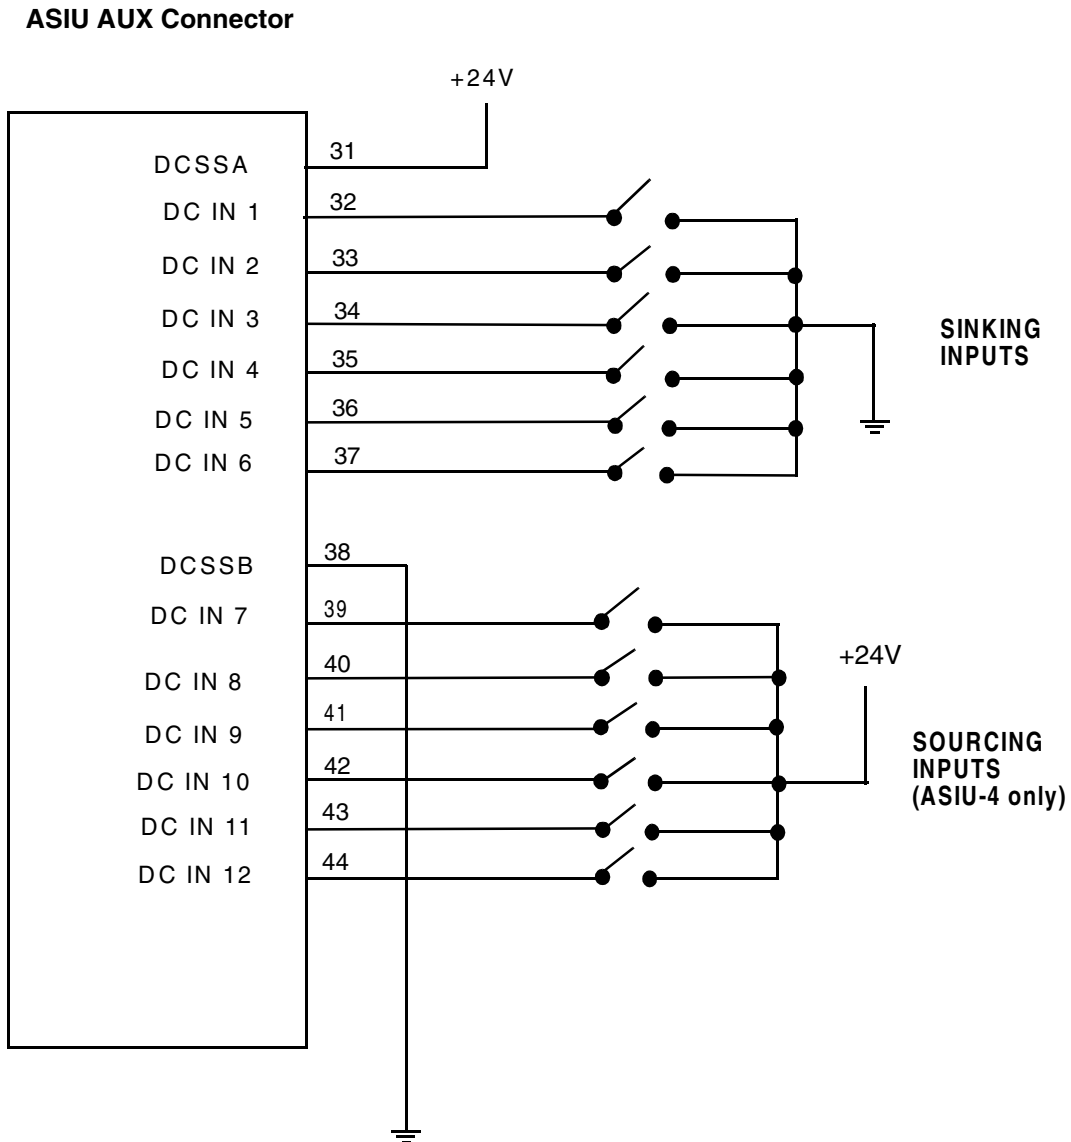 ASIU AUX Connector
+24V
DCSSA 31
DC IN 1 32
DC IN 2 33
DC IN 3 34
DC IN 4 35
DC IN 5 36
DC IN 6 37
SINKING
INPUTS
DCSSB 38
DC IN 7 39
DC IN 8 40
DC IN 9 41
DC IN 10 42
DC IN 11 43
DC IN 12 44
+24V
SOURCING
INPUTS
(ASIU-4 only)